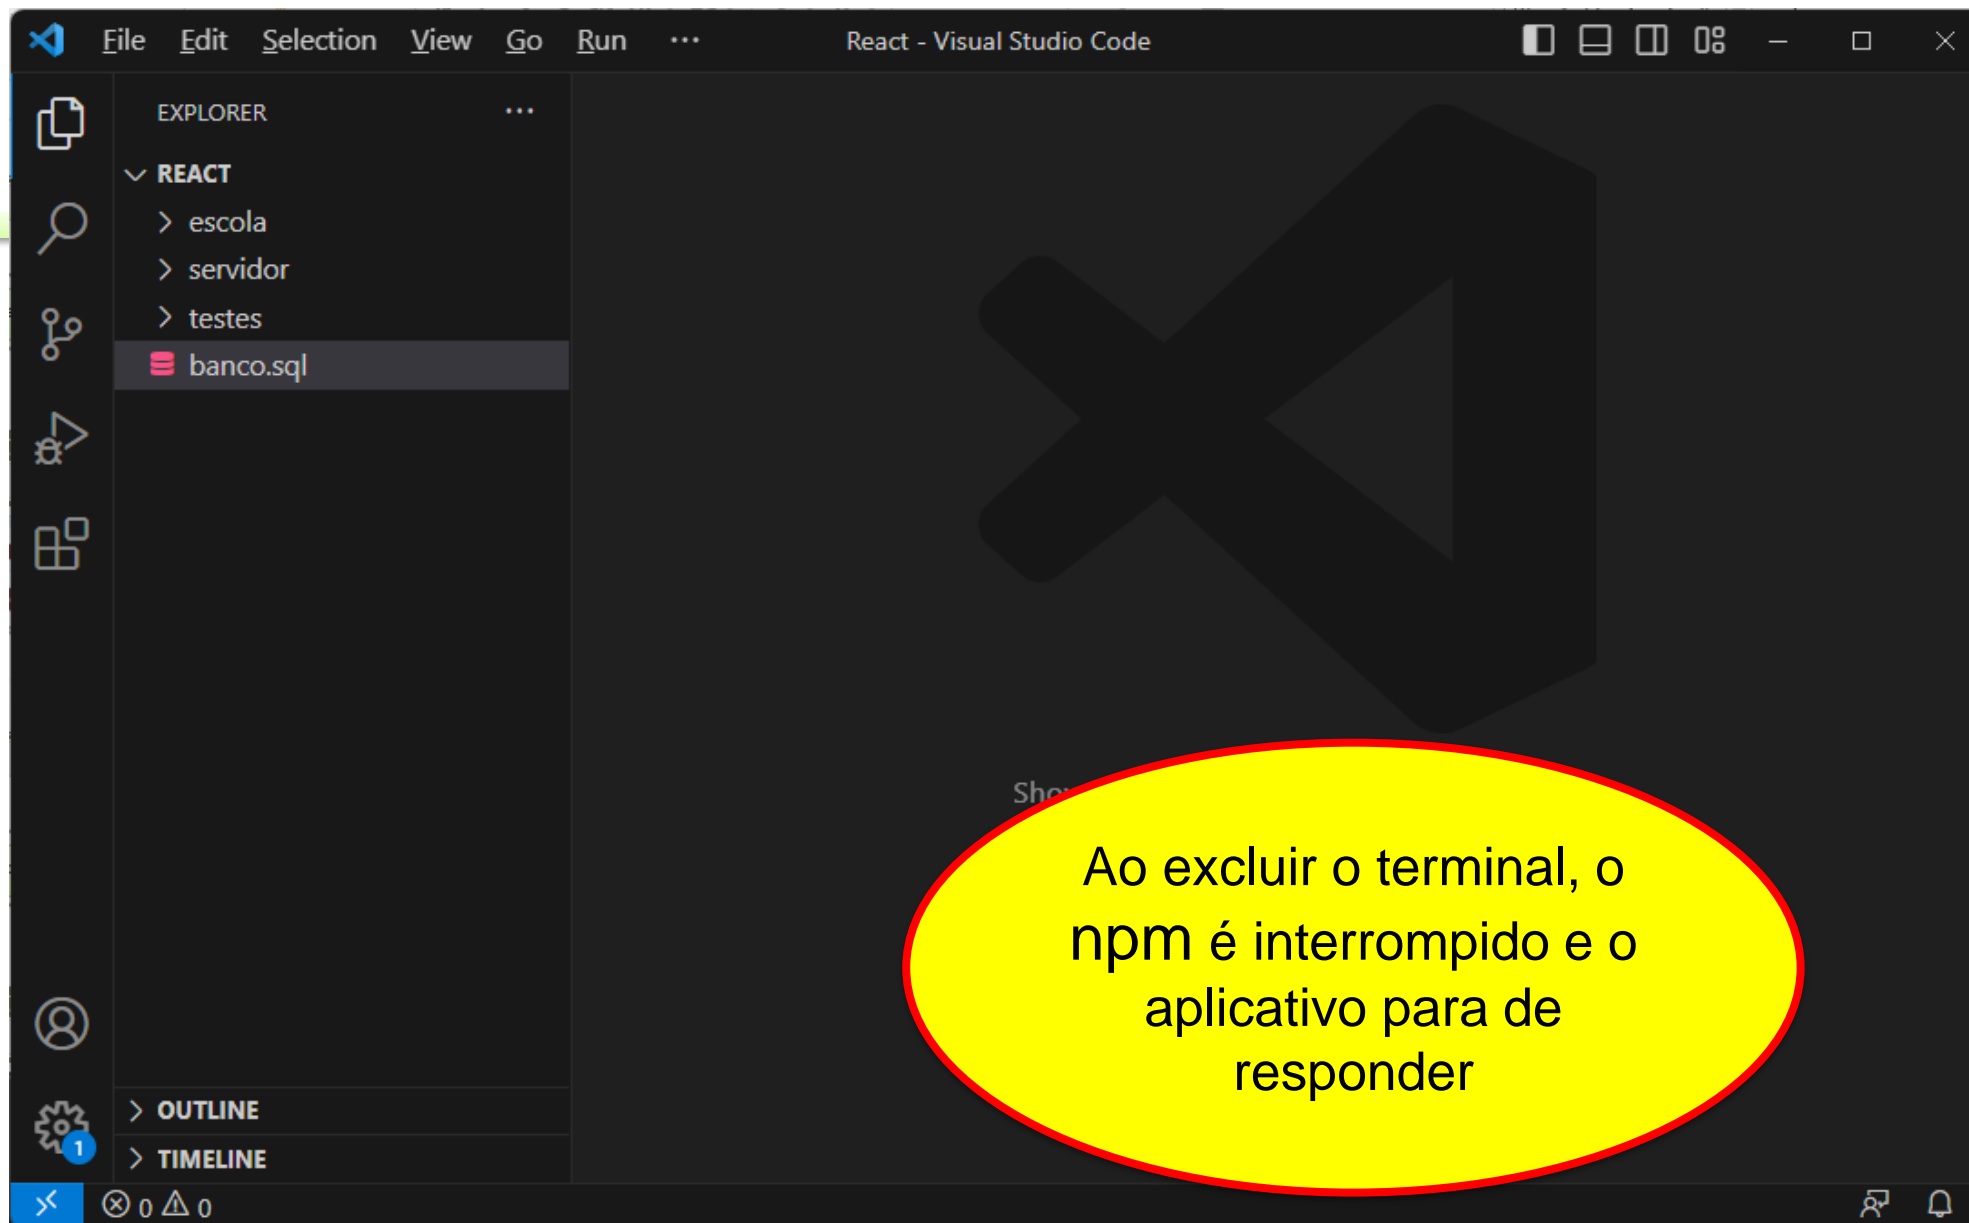 File Edit Selection View Go Run ··· React - Visual Studio Code
EXPLORER ···
REACT
escola
servidor
testes
banco.sql
Ao excluir o terminal, o
npm é interrompido e o
aplicativo para de
responder
OUTLINE
1
TIMELINE
0 0